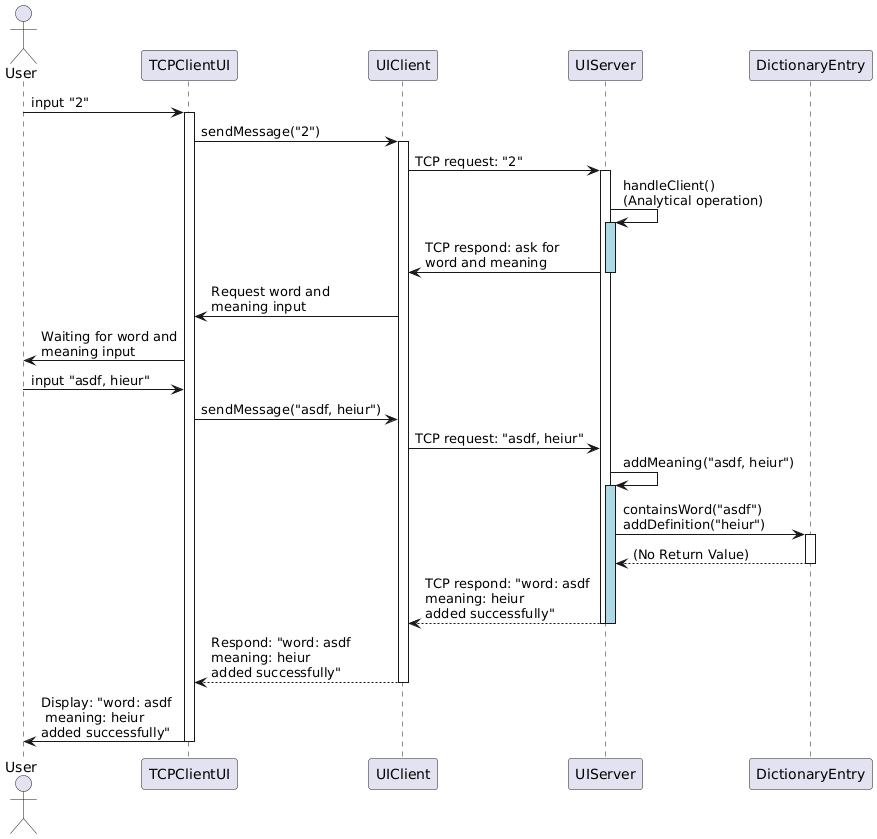 User
TCPClientUI
UIClient
UIServer
DictionaryEntry
input "2"
sendMessage("2")
TCP request: "2"
handleClient()
(Analytical operation)
TCP respond: ask for
word and meaning
Request word and
meaning input
Waiting for word and
meaning input
input "asdf, hieur"
sendMessage("asdf, heiur")
TCP request: "asdf, heiur"
addMeaning("asdf, heiur")
containsWord("asdf")
addDefinition("heiur")
(No Return Value)
TCP respond: "word: asdf
meaning: heiur
added successfully"
Respond: "word: asdf
meaning: heiur
added successfully"
Display: "word: asdf
meaning: heiur
added successfully"
User
TCPClientUI
UIClient
UIServer
DictionaryEntry